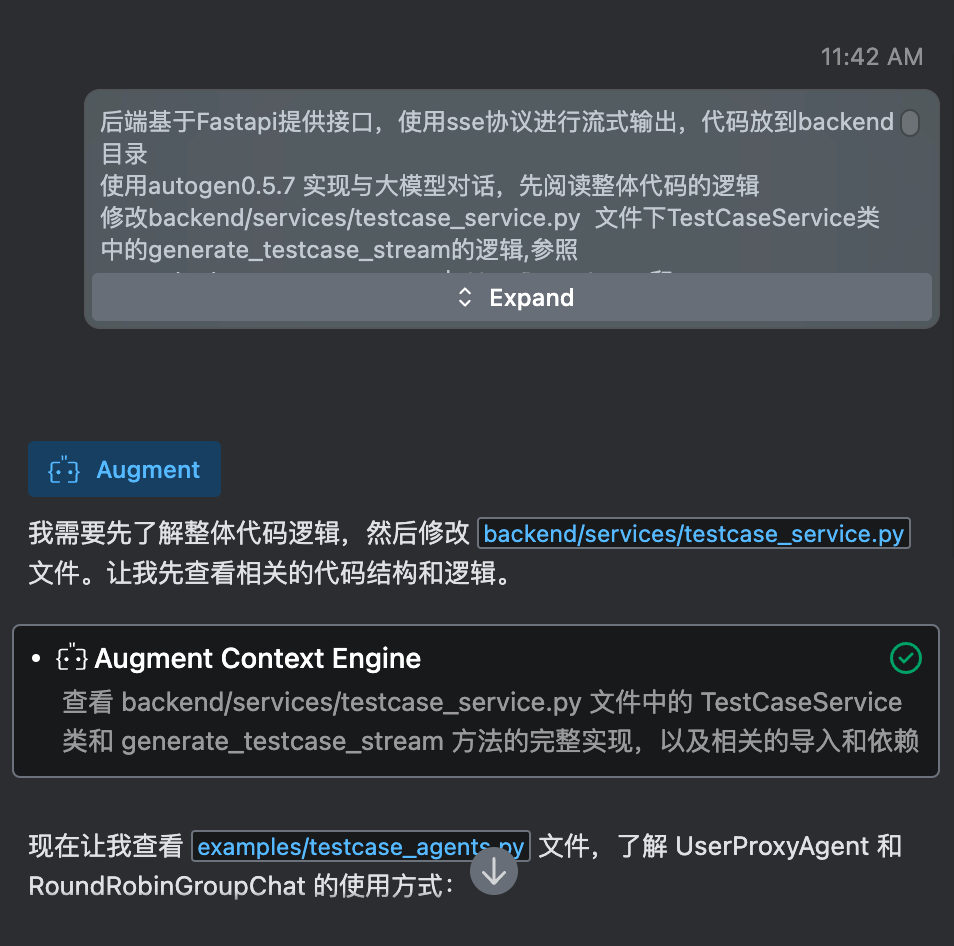 11:42 AM
后端基于Fastapi提供接口，使用sse协议进行流式输出，代码放到backend
目录
使用autogen0.5.7 实现与大模型对话，先阅读整体代码的逻辑
修改backend/services/testcase_service.py 文件下TestCaseService类
中的generate_testcase_stream的逻辑,参照
Expand
Augment
我需要先了解整体代码逻辑，然后修改 backend/services/testcase_service.py
文件。让我先查看相关的代码结构和逻辑。
• Augment Context Engine
查看 backend/services/testcase_service.py 文件中的 TestCaseService
类和 generate_testcase_stream 方法的完整实现，以及相关的导入和依赖
现在让我查看 examples/testcase_agents.py 文件，了解 UserProxyAgent 和
RoundRobinGroupChat 的使用方式：